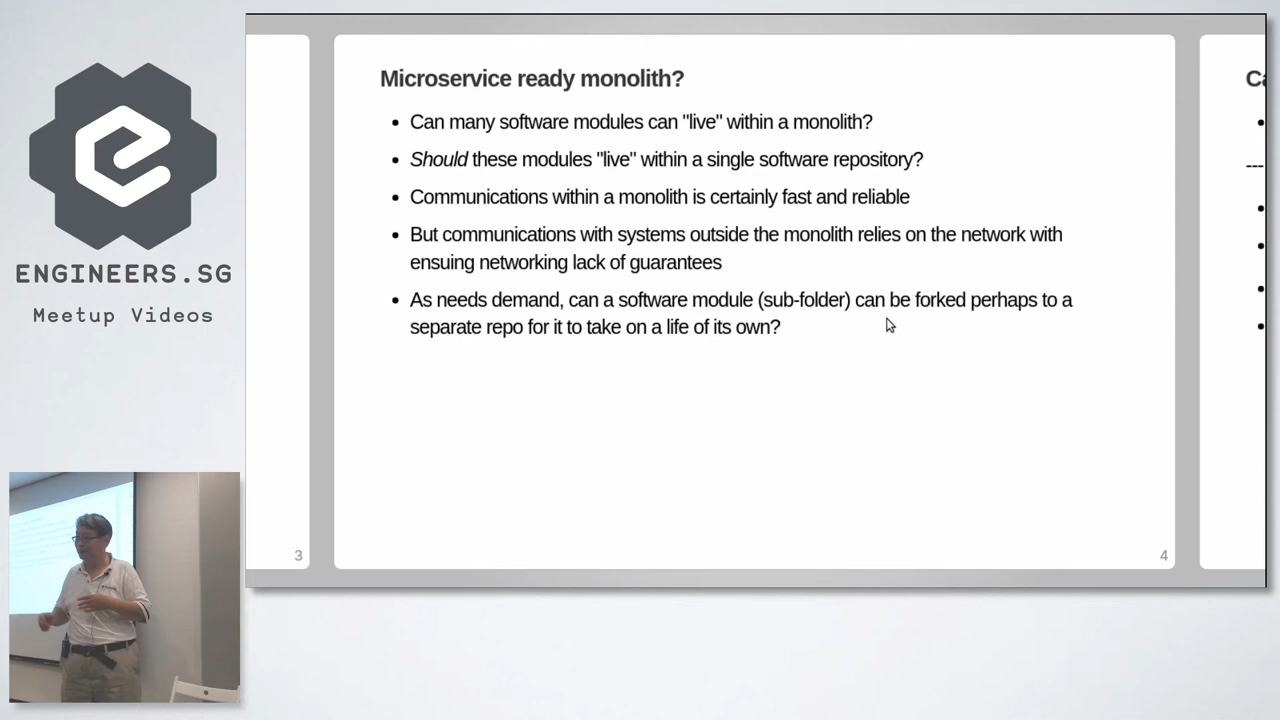 ENGINEERS.SG
Meetup Videos
3
Microservice ready monolith?
• Can many software modules can "live" within a monolith?
• Should these modules "live" within a single software repository?
• Communications within a monolith is certainly fast and reliable
• But communications with systems outside the monolith relies on the network with
ensuing networking lack of guarantees
• As needs demand, can a software module (sub-folder) can be forked perhaps to a
separate repo for it to take on a life of its own?
4